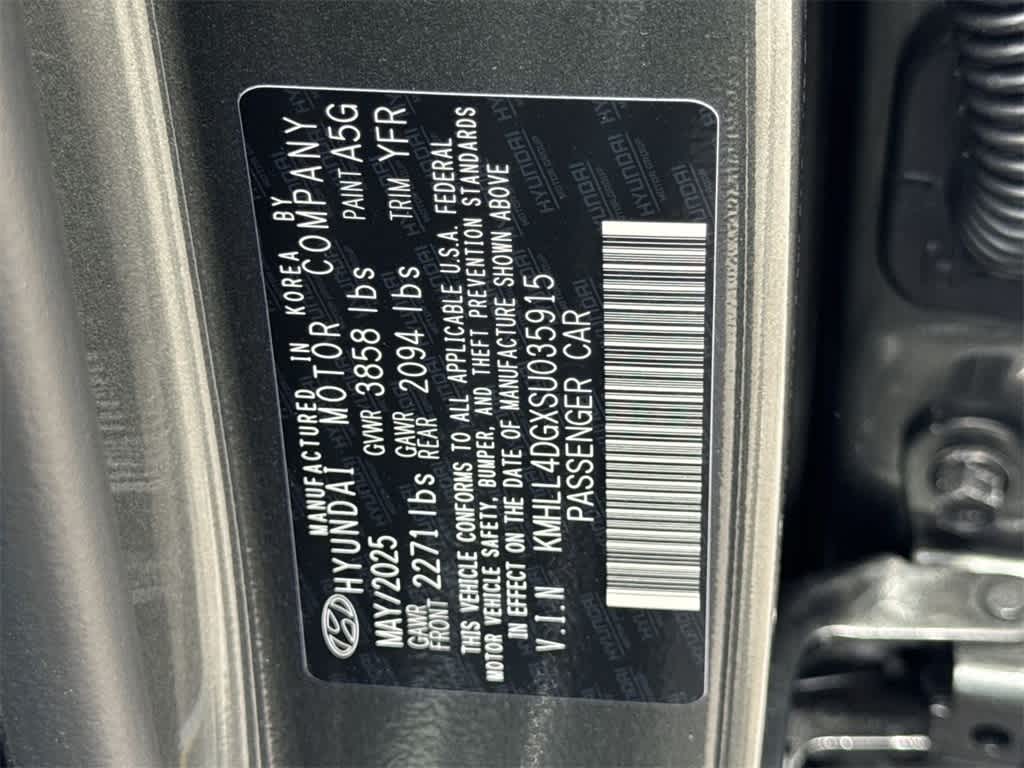 MANUFACTURED IN KOREA BY
HYUNDAI MOTOR COMPANY
MAY/2025 GVWR 3858 lbs PAINT A5G
GAWR FRONT 2271 lbs GAWR REAR 2094 lbs TRIM YFR
THIS VEHICLE CONFORMS TO ALL APPLICABLE U.S.A. FEDERAL
MOTOR VEHICLE SAFETY, BUMPER, AND THEFT PREVENTION STANDARDS
IN EFFECT ON THE DATE OF MANUFACTURE SHOWN ABOVE
V.I.N KMHLL4DGXSU035915
PASSENGER CAR